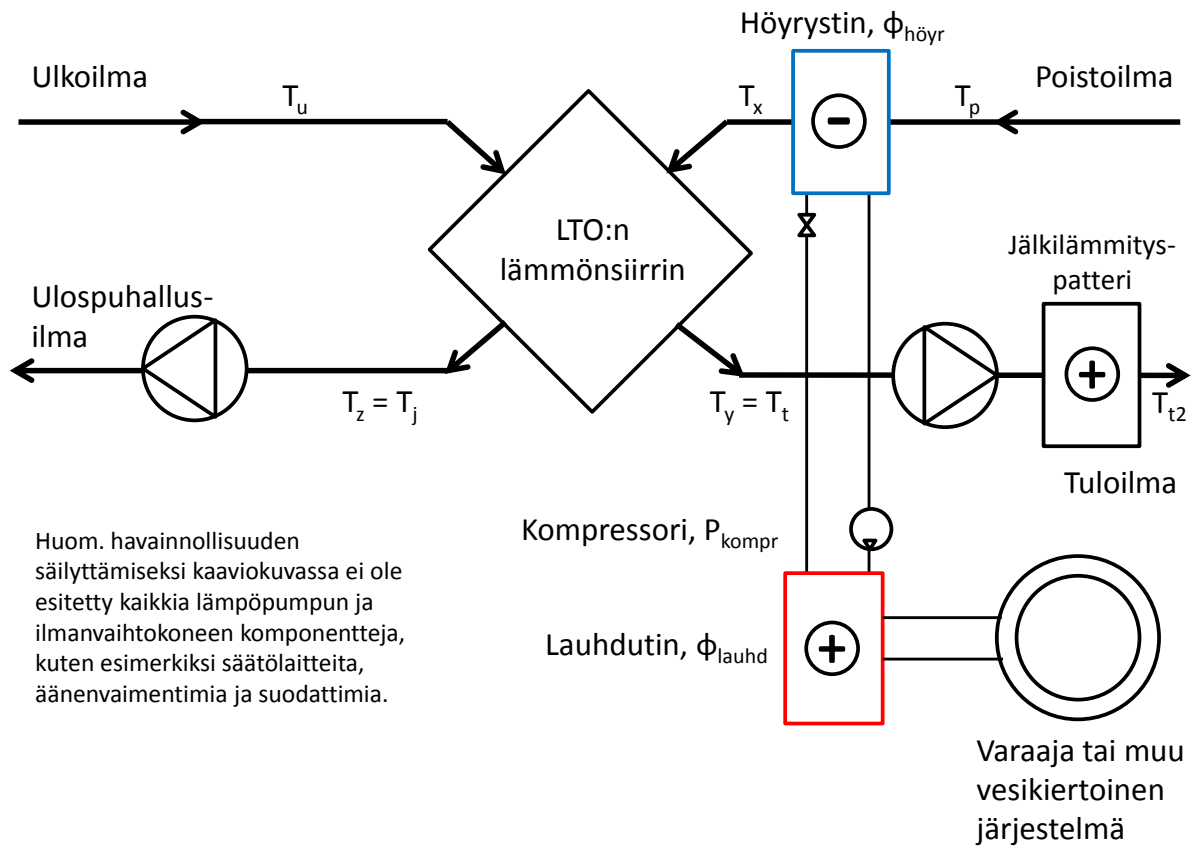 Höyrystin, ϕhöyr
Ulkoilma
Tu
Tx
Tp
Poistoilma
-
LTO:n
lämmönsiirrin
Jälkilämmitys-
patteri
Ulospuhallus-
ilma
Tz = Tj
Ty = Tt
+
Tt2
Tuloilma
Kompressori, Pkompr
Huom. havainnollisuuden
säilyttämiseksi kaaviokuvassa ei ole
esitetty kaikkia lämpöpumpun ja
ilmanvaihtokoneen komponentteja,
kuten esimerkiksi säätölaitteita,
äänenvaimentimia ja suodattimia.
Lauhdutin, ϕlauhd
+
Varaaja tai muu
vesikiertoinen
järjestelmä